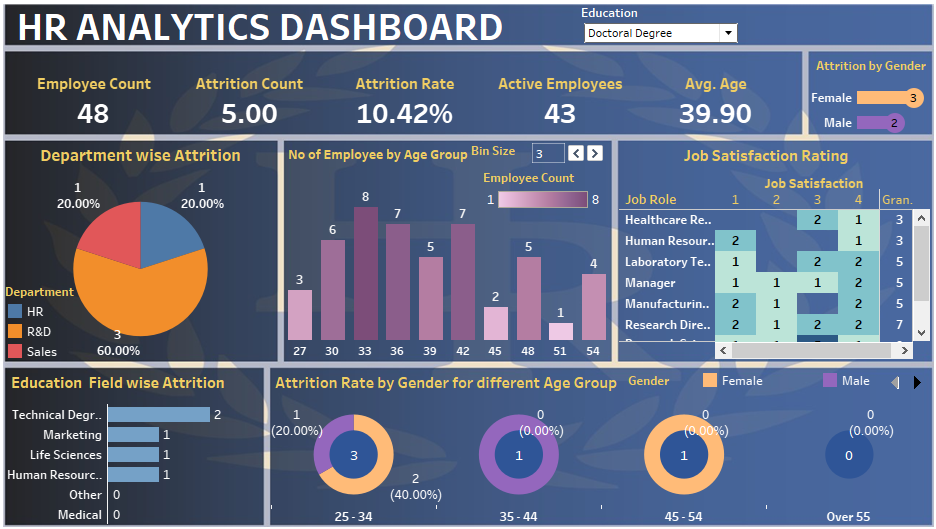 HR ANALYTICS DASHBOARD
Education
Doctoral Degree
Employee Count
48
Attrition Count
5.00
Attrition Rate
10.42%
Active Employees
43
Avg. Age
39.90
Attrition by Gender
Female 3
Male 2
Department wise Attrition
1
20.00%
1
20.00%
3
60.00%
Department
HR
R&D
Sales
No of Employee by Age Group
Bin Size 3
Employee Count
1 8
3 6 8 7 5 7 2 5 1 4
27 30 33 36 39 42 45 48 51 54
Job Satisfaction Rating
Job Satisfaction
Job Role 1 2 3 4 Gran.
Healthcare Re.. 2 1 3
Human Resour.. 2 1 3
Laboratory Te.. 1 2 2 5
Manager 1 1 1 2 5
Manufacturin.. 2 1 2 5
Research Dire.. 2 1 2 2 7
Education Field wise Attrition
Technical Degr.. 2
Marketing 1
Life Sciences 1
Human Resourc.. 1
Other 0
Medical 0
Attrition Rate by Gender for different Age Group
Gender
Female
Male
1
(20.00%)
3
2
(40.00%)
25 - 34
0
(0.00%)
1
35 - 44
0
(0.00%)
1
45 - 54
0
(0.00%)
0
Over 55